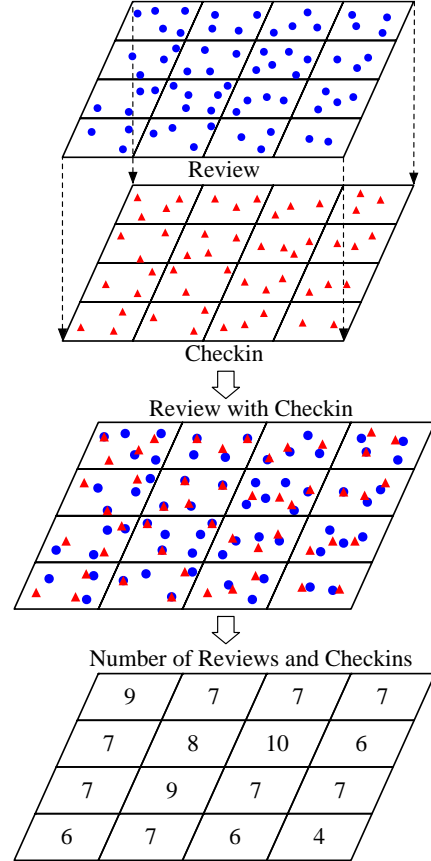 Review
Checkin
Review with Checkin
Number of Reviews and Checkins
9 7 7 7
7 8 10 6
7 9 7 7
6 7 6 4